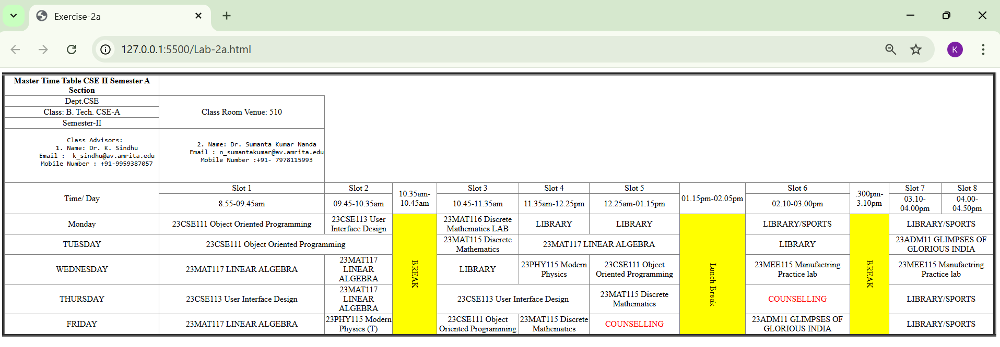 Exercise-2a
127.0.0.1:5500/Lab-2a.html
K
Master Time Table CSE II Semester A
Section
Dept.CSE
Class: B. Tech. CSE-A
Semester-II
Class Room Venue: 510
Class Advisors:
1. Name: Dr. K. Sindhu
Email :  k_sindhu@av.amrita.edu
Mobile Number : +91-9959387057
2. Name: Dr. Sumanta Kumar Nanda
Email : n_sumantakumar@av.amrita.edu
Mobile Number :+91- 7978115993
Time/ Day
Slot 1
Slot 2
10.35am-
10.45am
Slot 3
Slot 4
Slot 5
01.15pm-02.05pm
Slot 6
.300pm-
3.10pm
Slot 7
Slot 8
8.55-09.45am
09.45-10.35am
10.45-11.35am
11.35am-12.25pm
12.25am-01.15pm
02.10-03.00pm
03.10-
04.00pm
04.00-
04.50pm
Monday
23CSE111 Object Oriented Programming
23CSE113 User
Interface Design
BREAK
23MAT116 Discrete
Mathematics LAB
LIBRARY
LIBRARY
Lunch Break
LIBRARY/SPORTS
BREAK
LIBRARY/SPORTS
TUESDAY
23CSE111 Object Oriented Programming
23MAT115 Discrete
Mathematics
23MAT117 LINEAR ALGEBRA
LIBRARY
23ADM11 GLIMPSES OF
GLORIOUS INDIA
WEDNESDAY
23MAT117 LINEAR ALGEBRA
23MAT117
LINEAR
ALGEBRA
LIBRARY
23PHY115 Modern
Physics
23CSE111 Object
Oriented Programming
23MEE115 Manufactring
Practice lab
23MEE115 Manufactring
Practice lab
THURSDAY
23CSE113 User Interface Design
23MAT117
LINEAR
ALGEBRA
23CSE113 User Interface Design
23MAT115 Discrete
Mathematics
COUNSELLING
LIBRARY/SPORTS
FRIDAY
23MAT117 LINEAR ALGEBRA
23PHY115 Modern
Physics (T)
23CSE111 Object
Oriented Programming
23MAT115 Discrete
Mathematics
COUNSELLING
23ADM11 GLIMPSES OF
GLORIOUS INDIA
LIBRARY/SPORTS